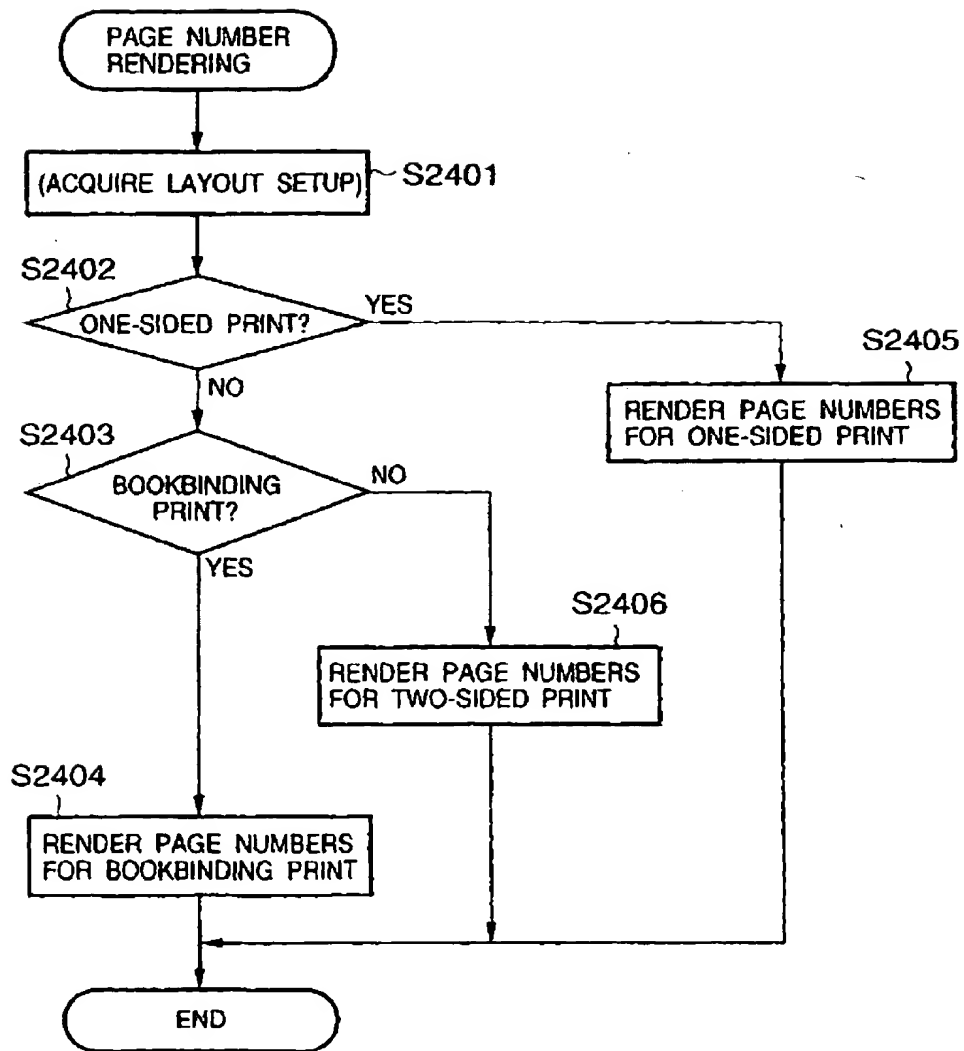 PAGE NUMBER
RENDERING
(ACQUIRE LAYOUT SETUP)
S2401
S2402
ONE-SIDED PRINT?
YES
NO
S2405
RENDER PAGE NUMBERS
FOR ONE-SIDED PRINT
S2403
BOOKBINDING
PRINT?
NO
YES
S2406
RENDER PAGE NUMBERS
FOR TWO-SIDED PRINT
S2404
RENDER PAGE NUMBERS
FOR BOOKBINDING PRINT
END